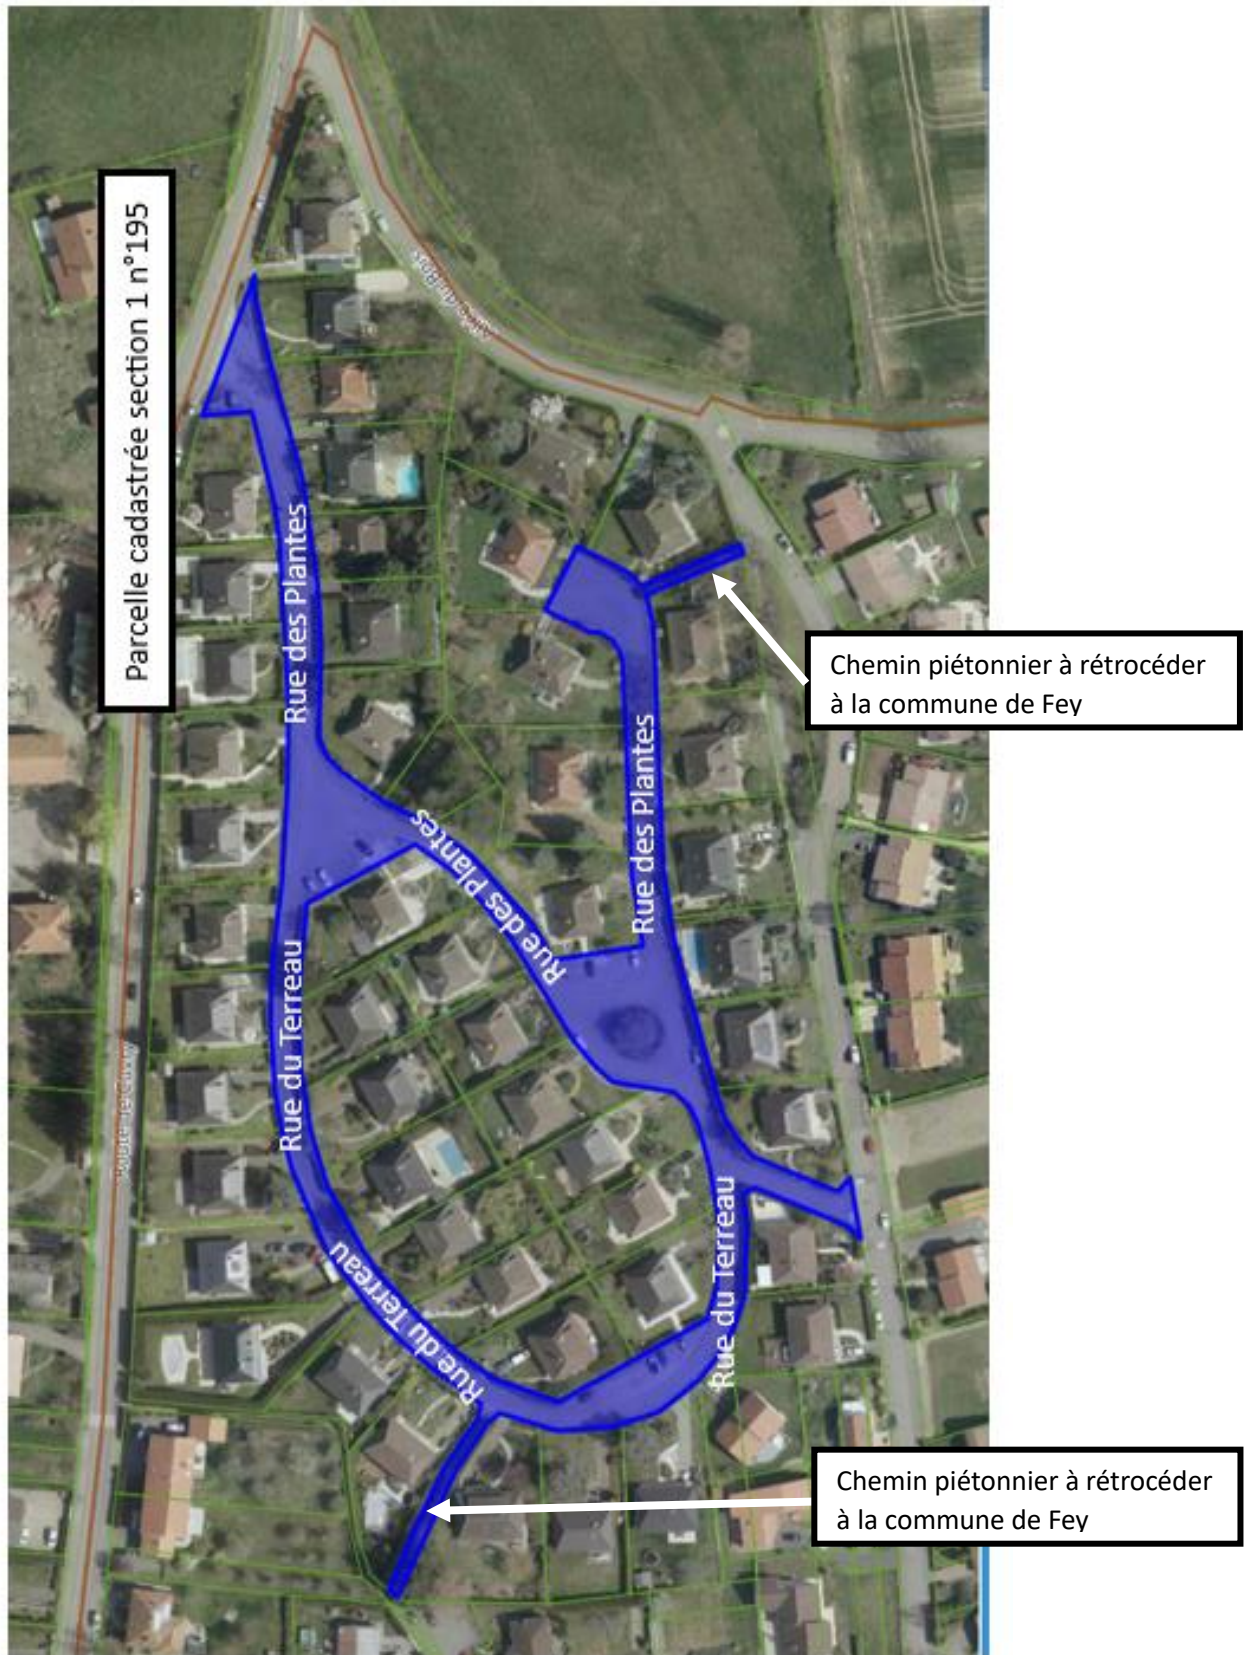 Parcelle cadastrée section 1 n°195
Rue des Plantes
Chemin piétonnier à rétrocéder
à la commune de Fey
Rue des Plantes
Rue des Plantes
Rue du Terreau
Rue du Terreau
Rue du Terreau
Chemin piétonnier à rétrocéder
à la commune de Fey